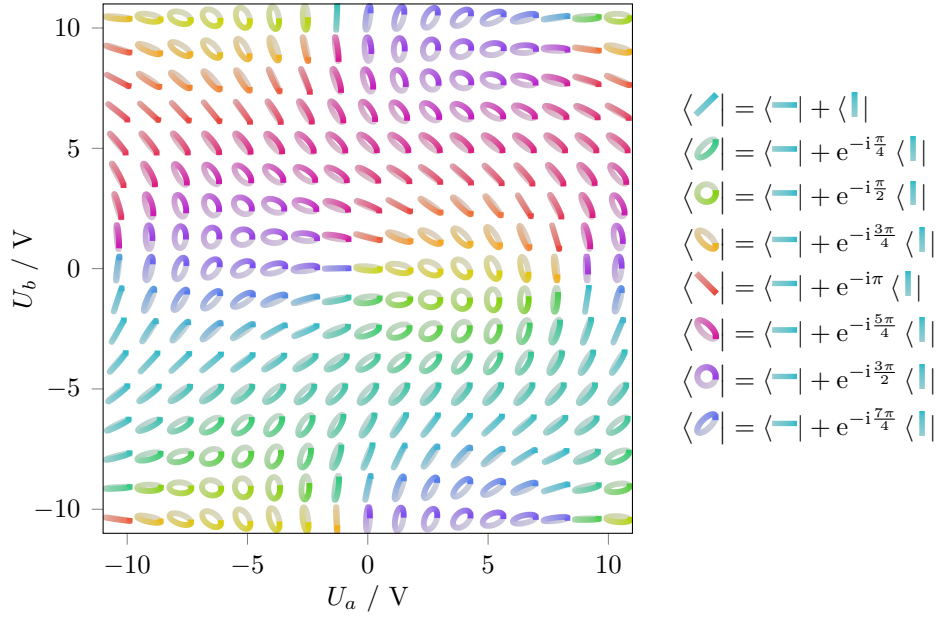 10
5
0
−5
−10
U_b / V
−10 −5 0 5 10
U_a / V
⟨ | = ⟨ | + ⟨ |
⟨ | = ⟨ | + e^{−i π/4} ⟨ |
⟨ | = ⟨ | + e^{−i π/2} ⟨ |
⟨ | = ⟨ | + e^{−i 3π/4} ⟨ |
⟨ | = ⟨ | + e^{−iπ} ⟨ |
⟨ | = ⟨ | + e^{−i 5π/4} ⟨ |
⟨ | = ⟨ | + e^{−i 3π/2} ⟨ |
⟨ | = ⟨ | + e^{−i 7π/4} ⟨ |